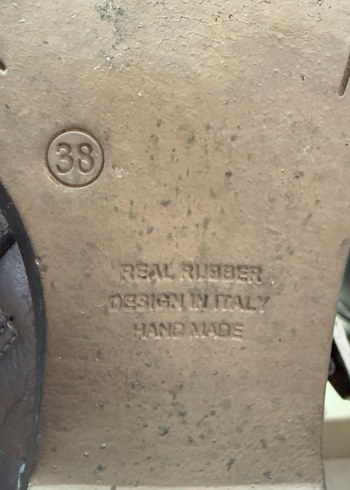 38
REAL RUBBER
DESIGN IN ITALY
HAND MADE